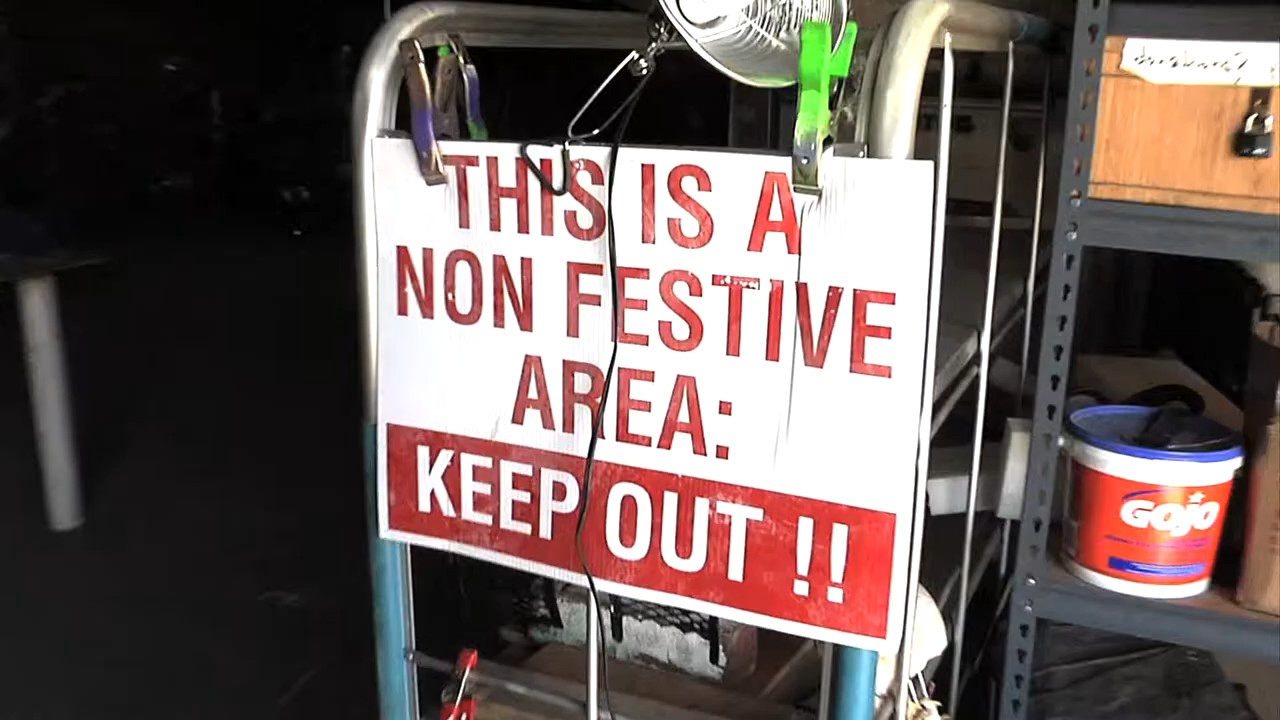 THIS IS A
NON FESTIVE
AREA:
KEEP OUT !!
GOJO